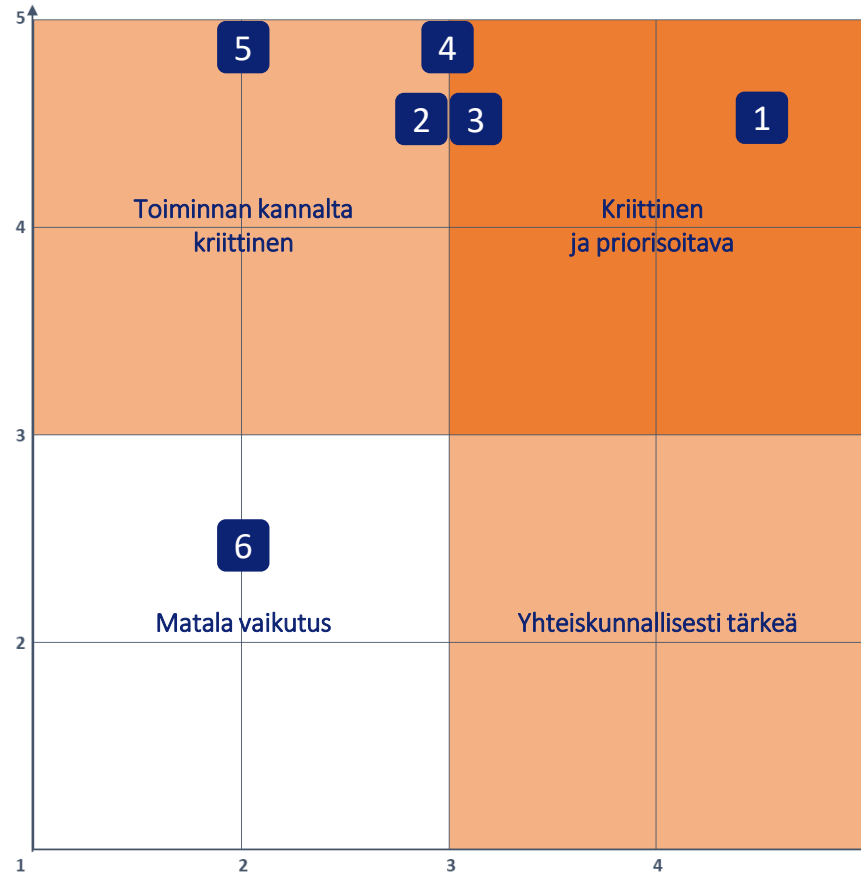 5
5
4
2
3
1
Toiminnan kannalta
kriittinen
Kriittinen
ja priorisoitava
4
3
6
Matala vaikutus
Yhteiskunnallisesti tärkeä
2
1
2
3
4